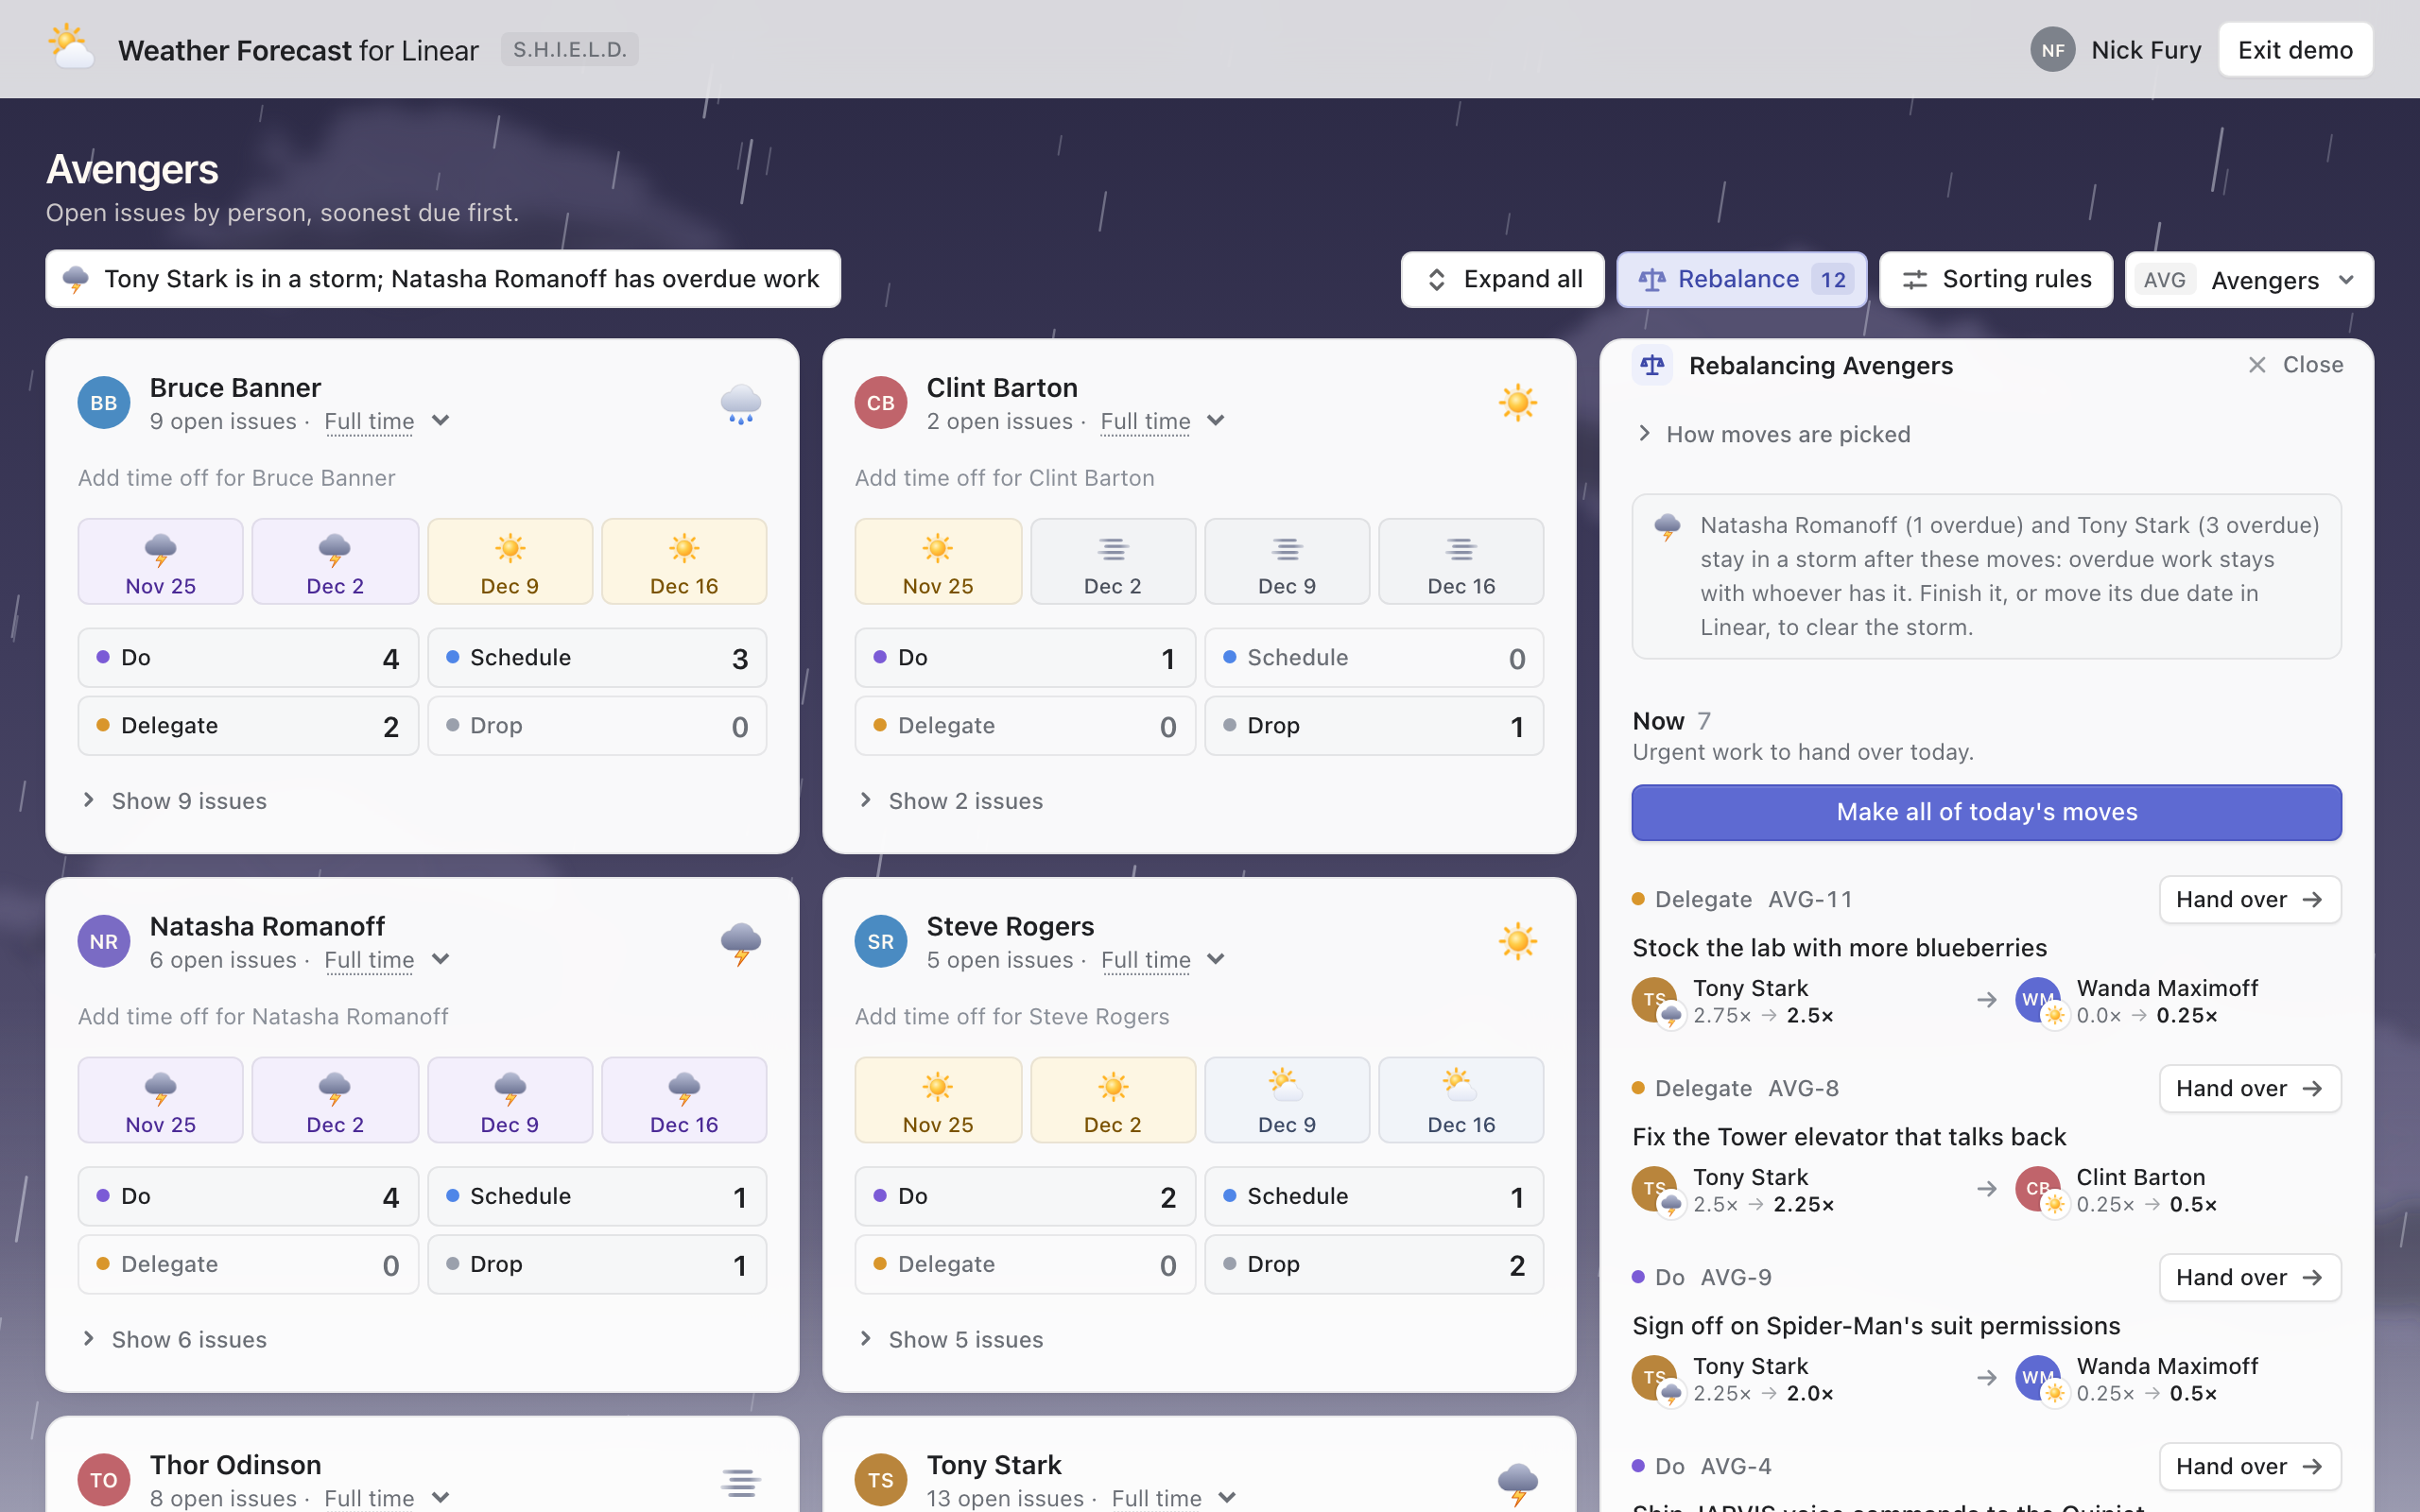 Weather Forecast for Linear S.H.I.E.L.D.
NF Nick Fury Exit demo
Avengers
Open issues by person, soonest due first.
Tony Stark is in a storm; Natasha Romanoff has overdue work
Expand all Rebalance 12 Sorting rules AVG Avengers
BB Bruce Banner
9 open issues · Full time
Add time off for Bruce Banner
Nov 25 Dec 2 Dec 9 Dec 16
Do 4 Schedule 3
Delegate 2 Drop 0
Show 9 issues
CB Clint Barton
2 open issues · Full time
Add time off for Clint Barton
Nov 25 Dec 2 Dec 9 Dec 16
Do 1 Schedule 0
Delegate 0 Drop 1
Show 2 issues
NR Natasha Romanoff
6 open issues · Full time
Add time off for Natasha Romanoff
Nov 25 Dec 2 Dec 9 Dec 16
Do 4 Schedule 1
Delegate 0 Drop 1
Show 6 issues
SR Steve Rogers
5 open issues · Full time
Add time off for Steve Rogers
Nov 25 Dec 2 Dec 9 Dec 16
Do 2 Schedule 1
Delegate 0 Drop 2
Show 5 issues
TO Thor Odinson
8 open issues · Full time
TS Tony Stark
13 open issues · Full time
Rebalancing Avengers Close
How moves are picked
Natasha Romanoff (1 overdue) and Tony Stark (3 overdue)
stay in a storm after these moves: overdue work stays
with whoever has it. Finish it, or move its due date in
Linear, to clear the storm.
Now 7
Urgent work to hand over today.
Make all of today's moves
Delegate AVG-11 Hand over →
Stock the lab with more blueberries
TS Tony Stark → WM Wanda Maximoff
2.75× → 2.5× 0.0× → 0.25×
Delegate AVG-8 Hand over →
Fix the Tower elevator that talks back
TS Tony Stark → CB Clint Barton
2.5× → 2.25× 0.25× → 0.5×
Do AVG-9 Hand over →
Sign off on Spider-Man's suit permissions
TS Tony Stark → WM Wanda Maximoff
2.25× → 2.0× 0.25× → 0.5×
Do AVG-4 Hand over →